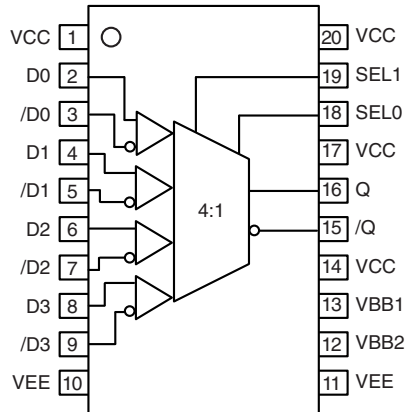 VCC 1 20 VCC
D0 2 19 SEL1
/D0 3 18 SEL0
D1 4 17 VCC
/D1 5 16 Q
D2 6 15 /Q
/D2 7 14 VCC
D3 8 13 VBB1
/D3 9 12 VBB2
VEE 10 11 VEE
4:1